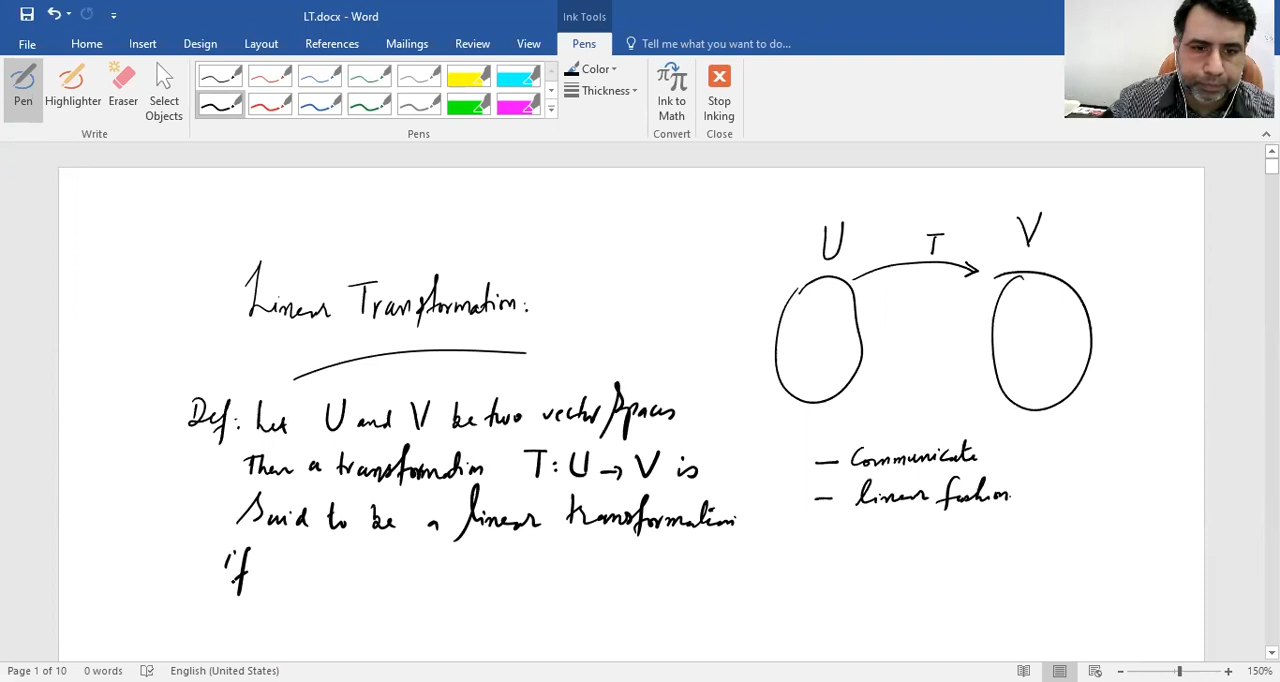 LT.docx - Word
Ink Tools
File Home Insert Design Layout References Mailings Review View Pens Tell me what you want to do...
Pen Highlighter Eraser Select Objects
Color
Thickness
Ink to Math
Stop Inking
Write Pens Convert Close
U T V
Linear Transformation:
Def: Let U and V be two vector spaces
Then a transformation T: U → V is
said to be a linear transformation
if
— Communicate
— linear fashion
Page 1 of 10 0 words English (United States) 150%